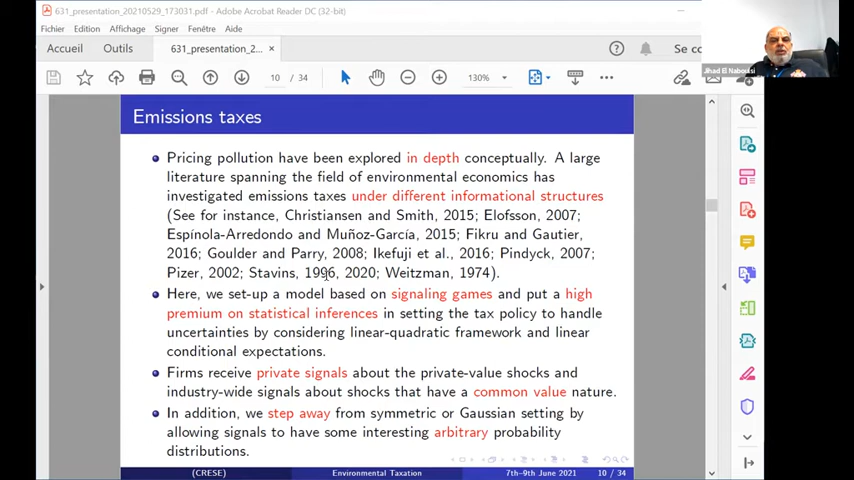 631_presentation_20210529_173031.pdf - Adobe Acrobat Reader DC (32-bit)
Fichier Edition Affichage Signer Fenêtre Aide
Accueil Outils 631_presentation_2... × Se co
10 / 34 130%
Jihad El Naboulsi
Emissions taxes
Pricing pollution have been explored in depth conceptually. A large
literature spanning the field of environmental economics has
investigated emissions taxes under different informational structures
(See for instance, Christiansen and Smith, 2015; Elofsson, 2007;
Espínola-Arredondo and Muñoz-García, 2015; Fikru and Gautier,
2016; Goulder and Parry, 2008; Ikefuji et al., 2016; Pindyck, 2007;
Pizer, 2002; Stavins, 1996, 2020; Weitzman, 1974).
Here, we set-up a model based on signaling games and put a high
premium on statistical inferences in setting the tax policy to handle
uncertainties by considering linear-quadratic framework and linear
conditional expectations.
Firms receive private signals about the private-value shocks and
industry-wide signals about shocks that have a common value nature.
In addition, we step away from symmetric or Gaussian setting by
allowing signals to have some interesting arbitrary probability
distributions.
(CRESE) Environmental Taxation 7th-9th June 2021 10 / 34